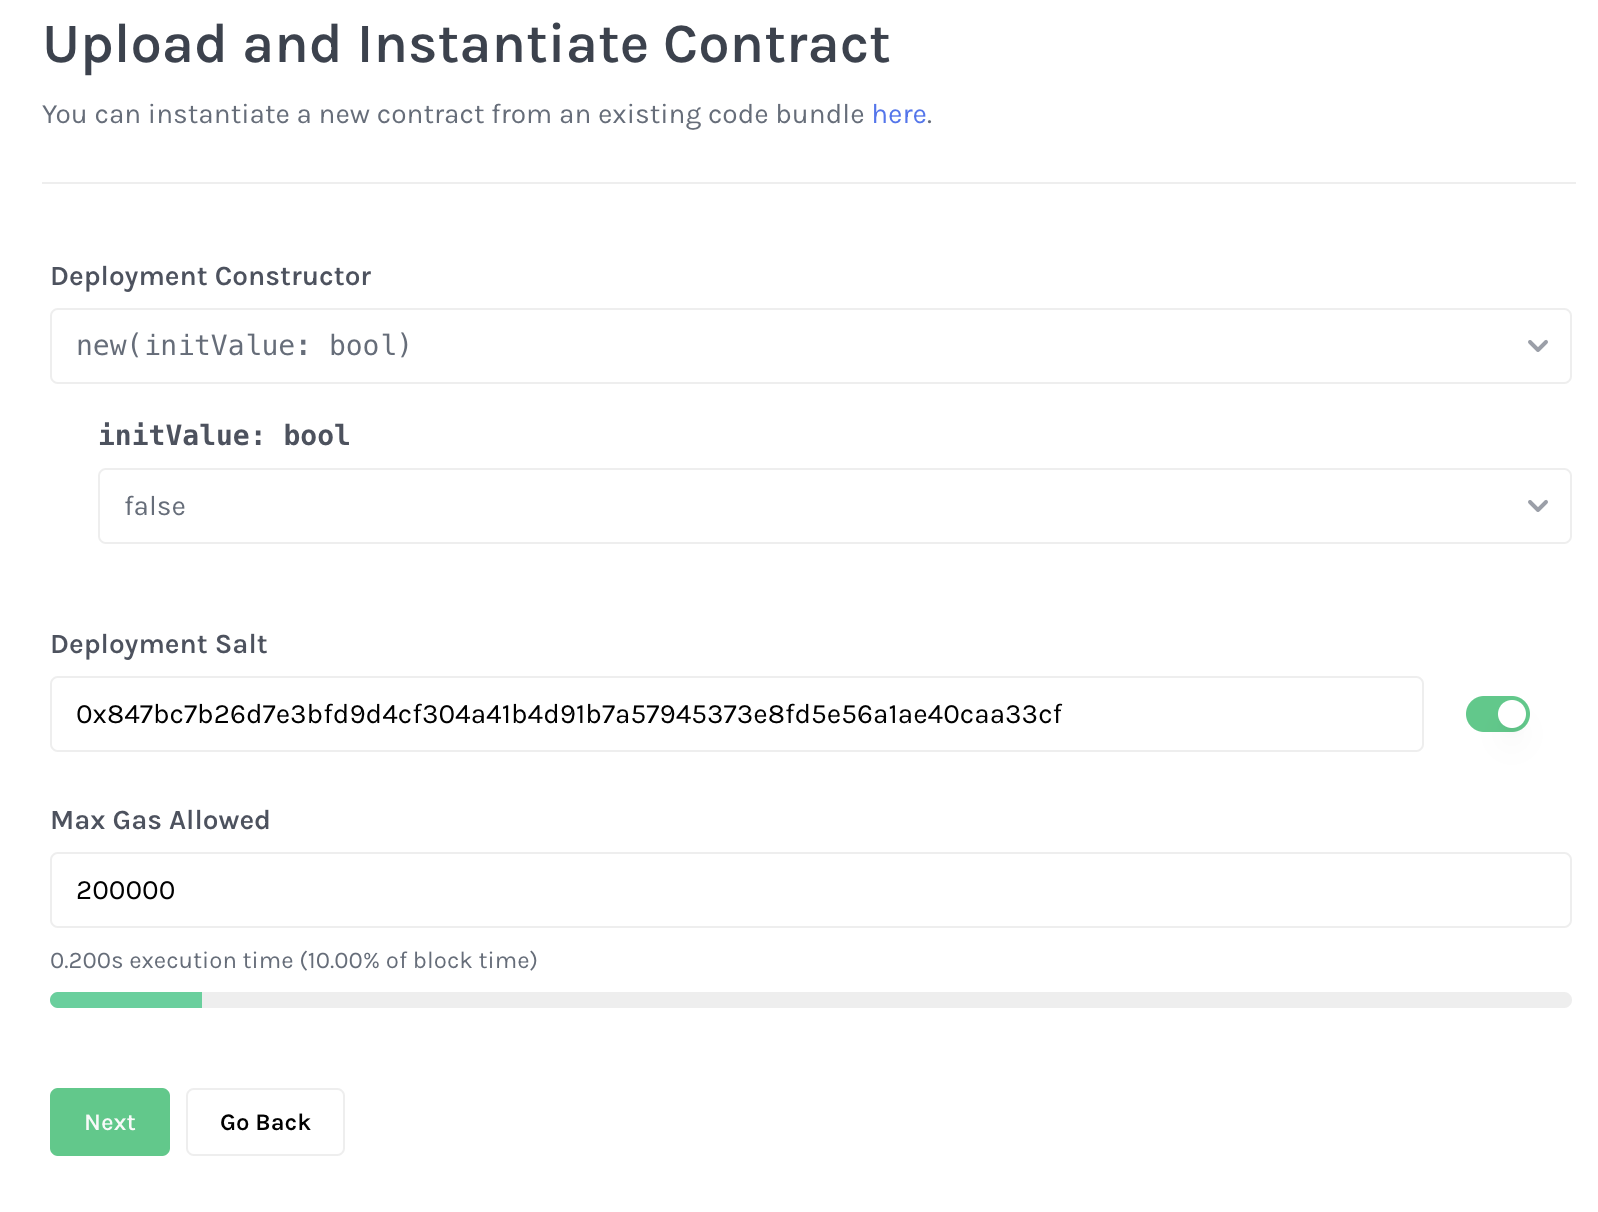 Upload and Instantiate Contract
You can instantiate a new contract from an existing code bundle here.
Deployment Constructor
new(initValue: bool)
initValue: bool
false
Deployment Salt
0x847bc7b26d7e3bfd9d4cf304a41b4d91b7a57945373e8fd5e56a1ae40caa33cf
Max Gas Allowed
200000
0.200s execution time (10.00% of block time)
Next
Go Back